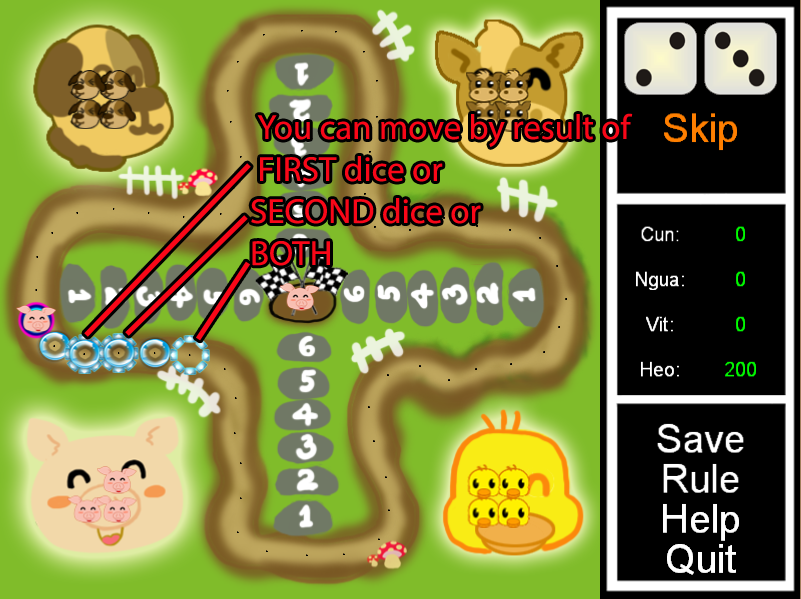 You can move by result of
FIRST dice or
SECOND dice or
BOTH
Skip
Cun: 0
Ngua: 0
Vit: 0
Heo: 200
Save
Rule
Help
Quit
1
2
1 2 3 4 5 6
6 5 4 3 2 1
6
5
4
3
2
1